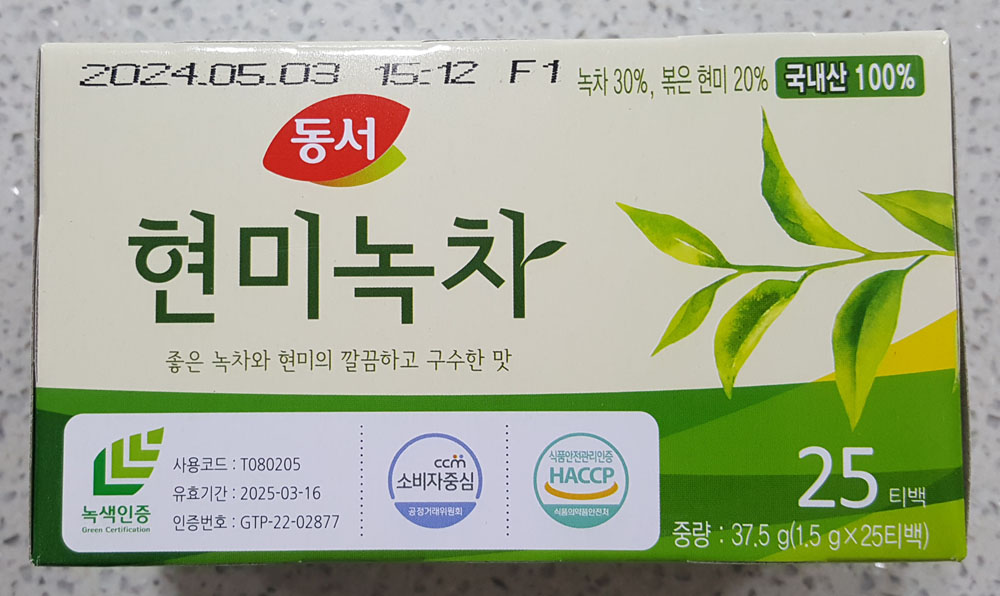 2024.05.03 15:12 F1
녹차 30%, 볶은 현미 20% 국내산 100%
동서
현미녹차
좋은 녹차와 현미의 깔끔하고 구수한 맛
녹색인증
Green Certification
사용코드 : T080205
유효기간 : 2025-03-16
인증번호 : GTP-22-02877
ccm
소비자중심
공정거래위원회
식품안전관리인증
HACCP
식품의약품안전처
25 티백
중량 : 37.5 g(1.5 g×25티백)